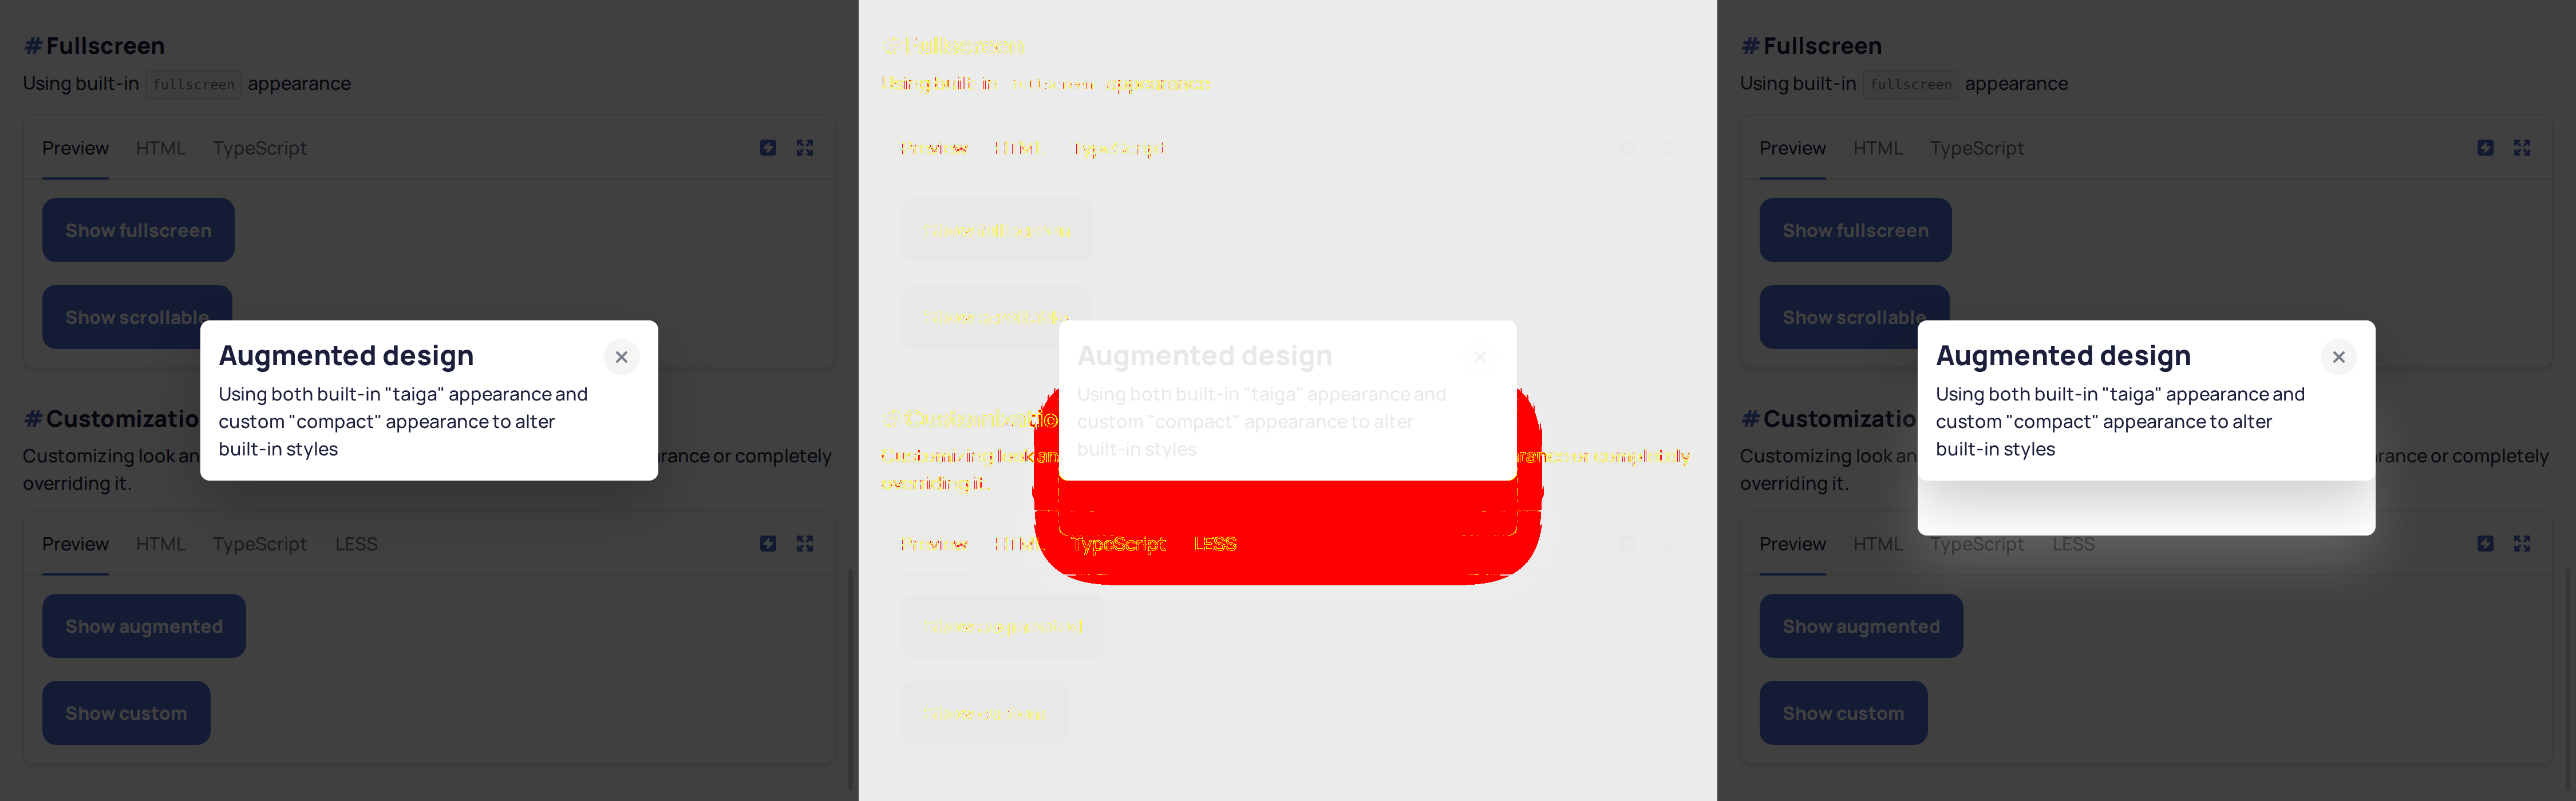 #Fullscreen
Using built-in fullscreen appearance
Preview HTML TypeScript
Show fullscreen
Show scrollable
Augmented design
Using both built-in "taiga" appearance and
custom "compact" appearance to alter
built-in styles
#Customizatio
Customizing look an rance or completely
overriding it.
Preview HTML TypeScript LESS
Show augmented
Show custom
#Fullscreen
Using built-in fullscreen appearance
Preview HTML TypeScript
Show fullscreen
Show scrollable
Augmented design
Using both built-in "taiga" appearance and
custom "compact" appearance to alter
built-in styles
#Customizatio
Customizing look an rance or completely
overriding it.
Preview HTML TypeScript LESS
Show augmented
Show custom
#Fullscreen
Using built-in fullscreen appearance
Preview HTML TypeScript
Show fullscreen
Show scrollable
Augmented design
Using both built-in "taiga" appearance and
custom "compact" appearance to alter
built-in styles
#Customizatio
Customizing look an rance or completely
overriding it.
Preview HTML TypeScript LESS
Show augmented
Show custom